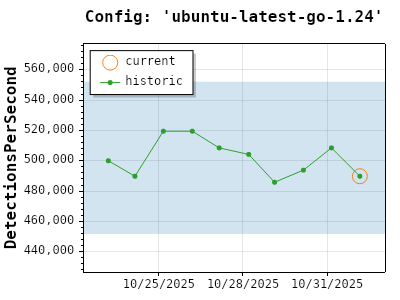 Config: 'ubuntu-latest-go-1.24'
current
historic
DetectionsPerSecond
560,000
540,000
520,000
500,000
480,000
460,000
440,000
10/25/2025
10/28/2025
10/31/2025